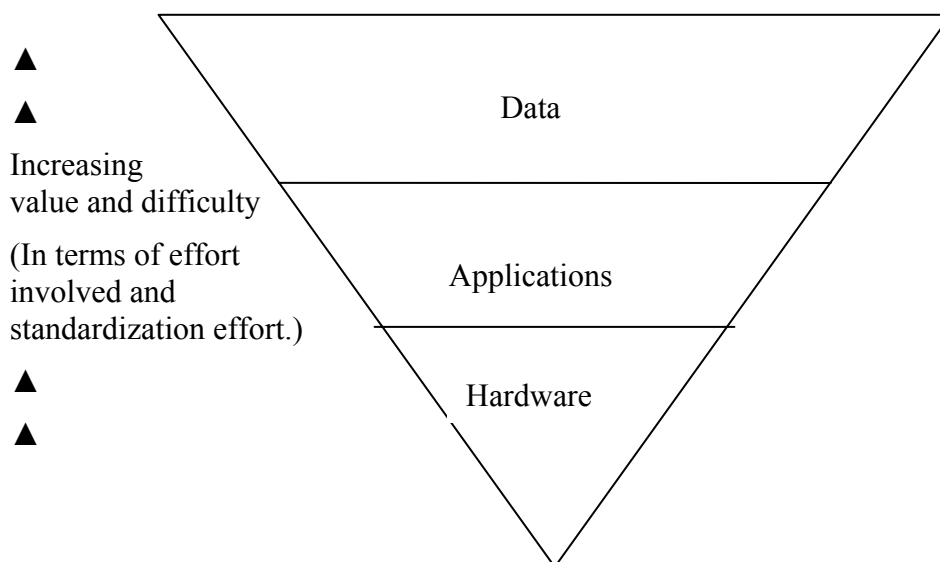 ▲
▲
Data
Increasing
value and difficulty
(In terms of effort
involved and
standardization effort.)
Applications
▲
Hardware
▲